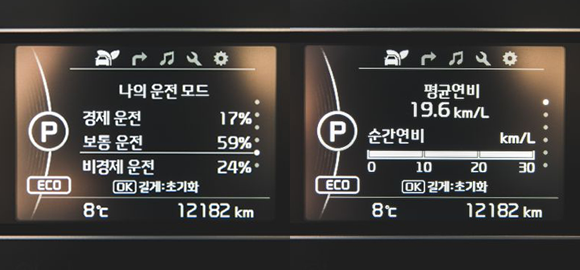 나의 운전 모드
경제 운전 17%
보통 운전 59%
비경제 운전 24%
OK 길게:초기화
P
ECO
8℃ 12182 km
평균연비
19.6 km/L
순간연비 km/L
0 10 20 30
OK 길게:초기화
P
ECO
8℃ 12182 km